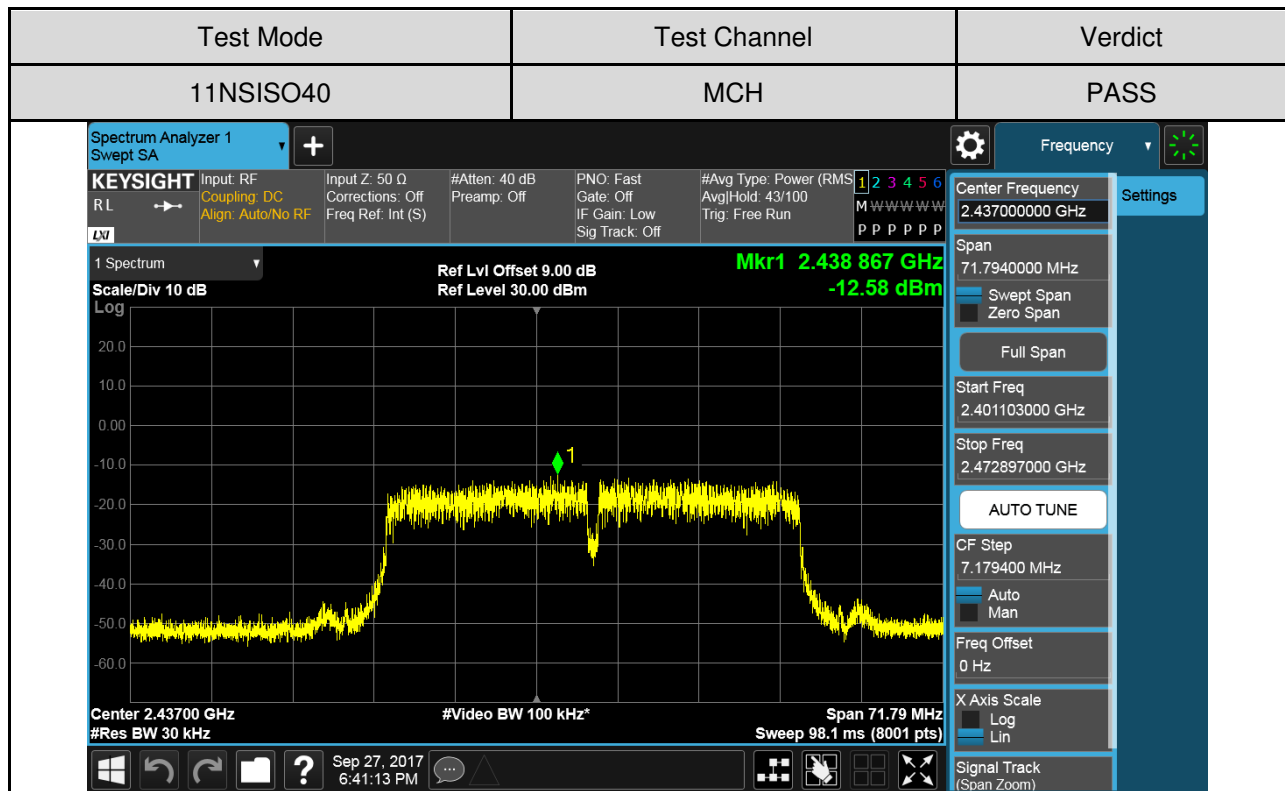 Test Mode Test Channel Verdict
11NSISO40 MCH PASS
Spectrum Analyzer 1
Swept SA
+
Frequency
KEYSIGHT Input: RF Input Z: 50 Ω #Atten: 40 dB PNO: Fast #Avg Type: Power (RMS 1 2 3 4 5 6
R L Coupling: DC Corrections: Off Preamp: Off Gate: Off Avg|Hold: 43/100 M W W W W W
Align: Auto/No RF Freq Ref: Int (S) IF Gain: Low Trig: Free Run
LXI Sig Track: Off P P P P P P
1 Spectrum
Ref Lvl Offset 9.00 dB Mkr1 2.438 867 GHz
Scale/Div 10 dB Ref Level 30.00 dBm -12.58 dBm
Log
20.0
10.0
0.00
-10.0
1
-20.0
-30.0
-40.0
-50.0
-60.0
Center 2.43700 GHz #Video BW 100 kHz* Span 71.79 MHz
#Res BW 30 kHz Sweep 98.1 ms (8001 pts)
Center Frequency Settings
2.437000000 GHz
Span
71.7940000 MHz
Swept Span
Zero Span
Full Span
Start Freq
2.401103000 GHz
Stop Freq
2.472897000 GHz
AUTO TUNE
CF Step
7.179400 MHz
Auto
Man
Freq Offset
0 Hz
X Axis Scale
Log
Lin
Signal Track
(Span Zoom)
? Sep 27, 2017
6:41:13 PM